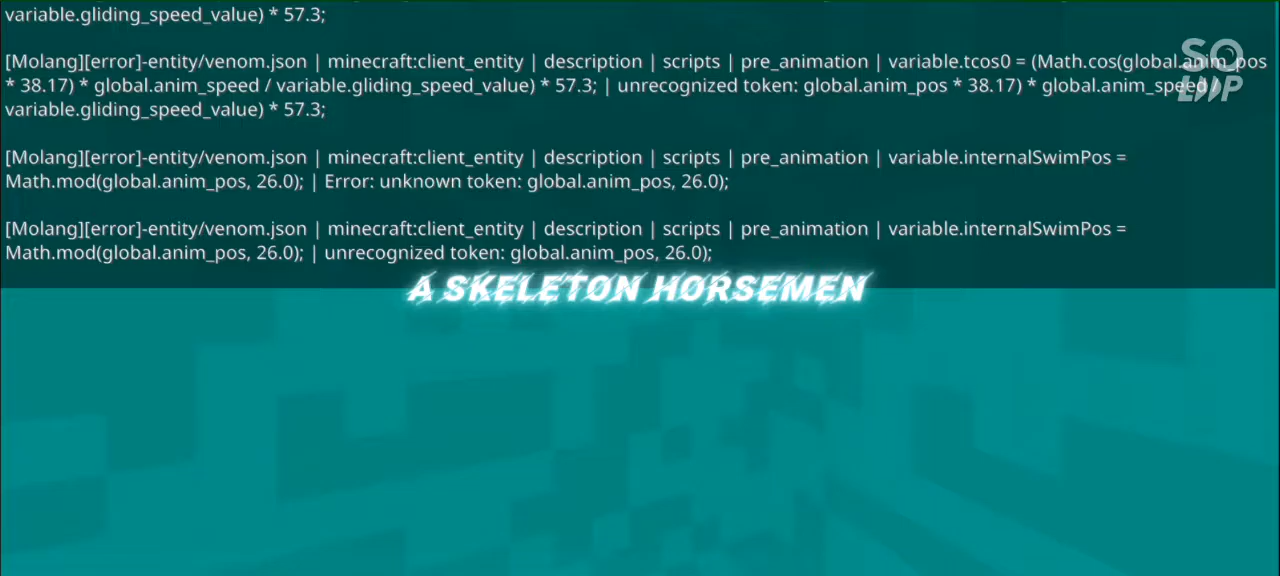 variable.gliding_speed_value) * 57.3;
[Molang][error]-entity/venom.json | minecraft:client_entity | description | scripts | pre_animation | variable.tcos0 = (Math.cos(global.anim_pos
* 38.17) * global.anim_speed / variable.gliding_speed_value) * 57.3; | unrecognized token: global.anim_pos * 38.17) * global.anim_speed /
variable.gliding_speed_value) * 57.3;
[Molang][error]-entity/venom.json | minecraft:client_entity | description | scripts | pre_animation | variable.internalSwimPos =
Math.mod(global.anim_pos, 26.0); | Error: unknown token: global.anim_pos, 26.0);
[Molang][error]-entity/venom.json | minecraft:client_entity | description | scripts | pre_animation | variable.internalSwimPos =
Math.mod(global.anim_pos, 26.0); | unrecognized token: global.anim_pos, 26.0);
A SKELETON HORSEMEN